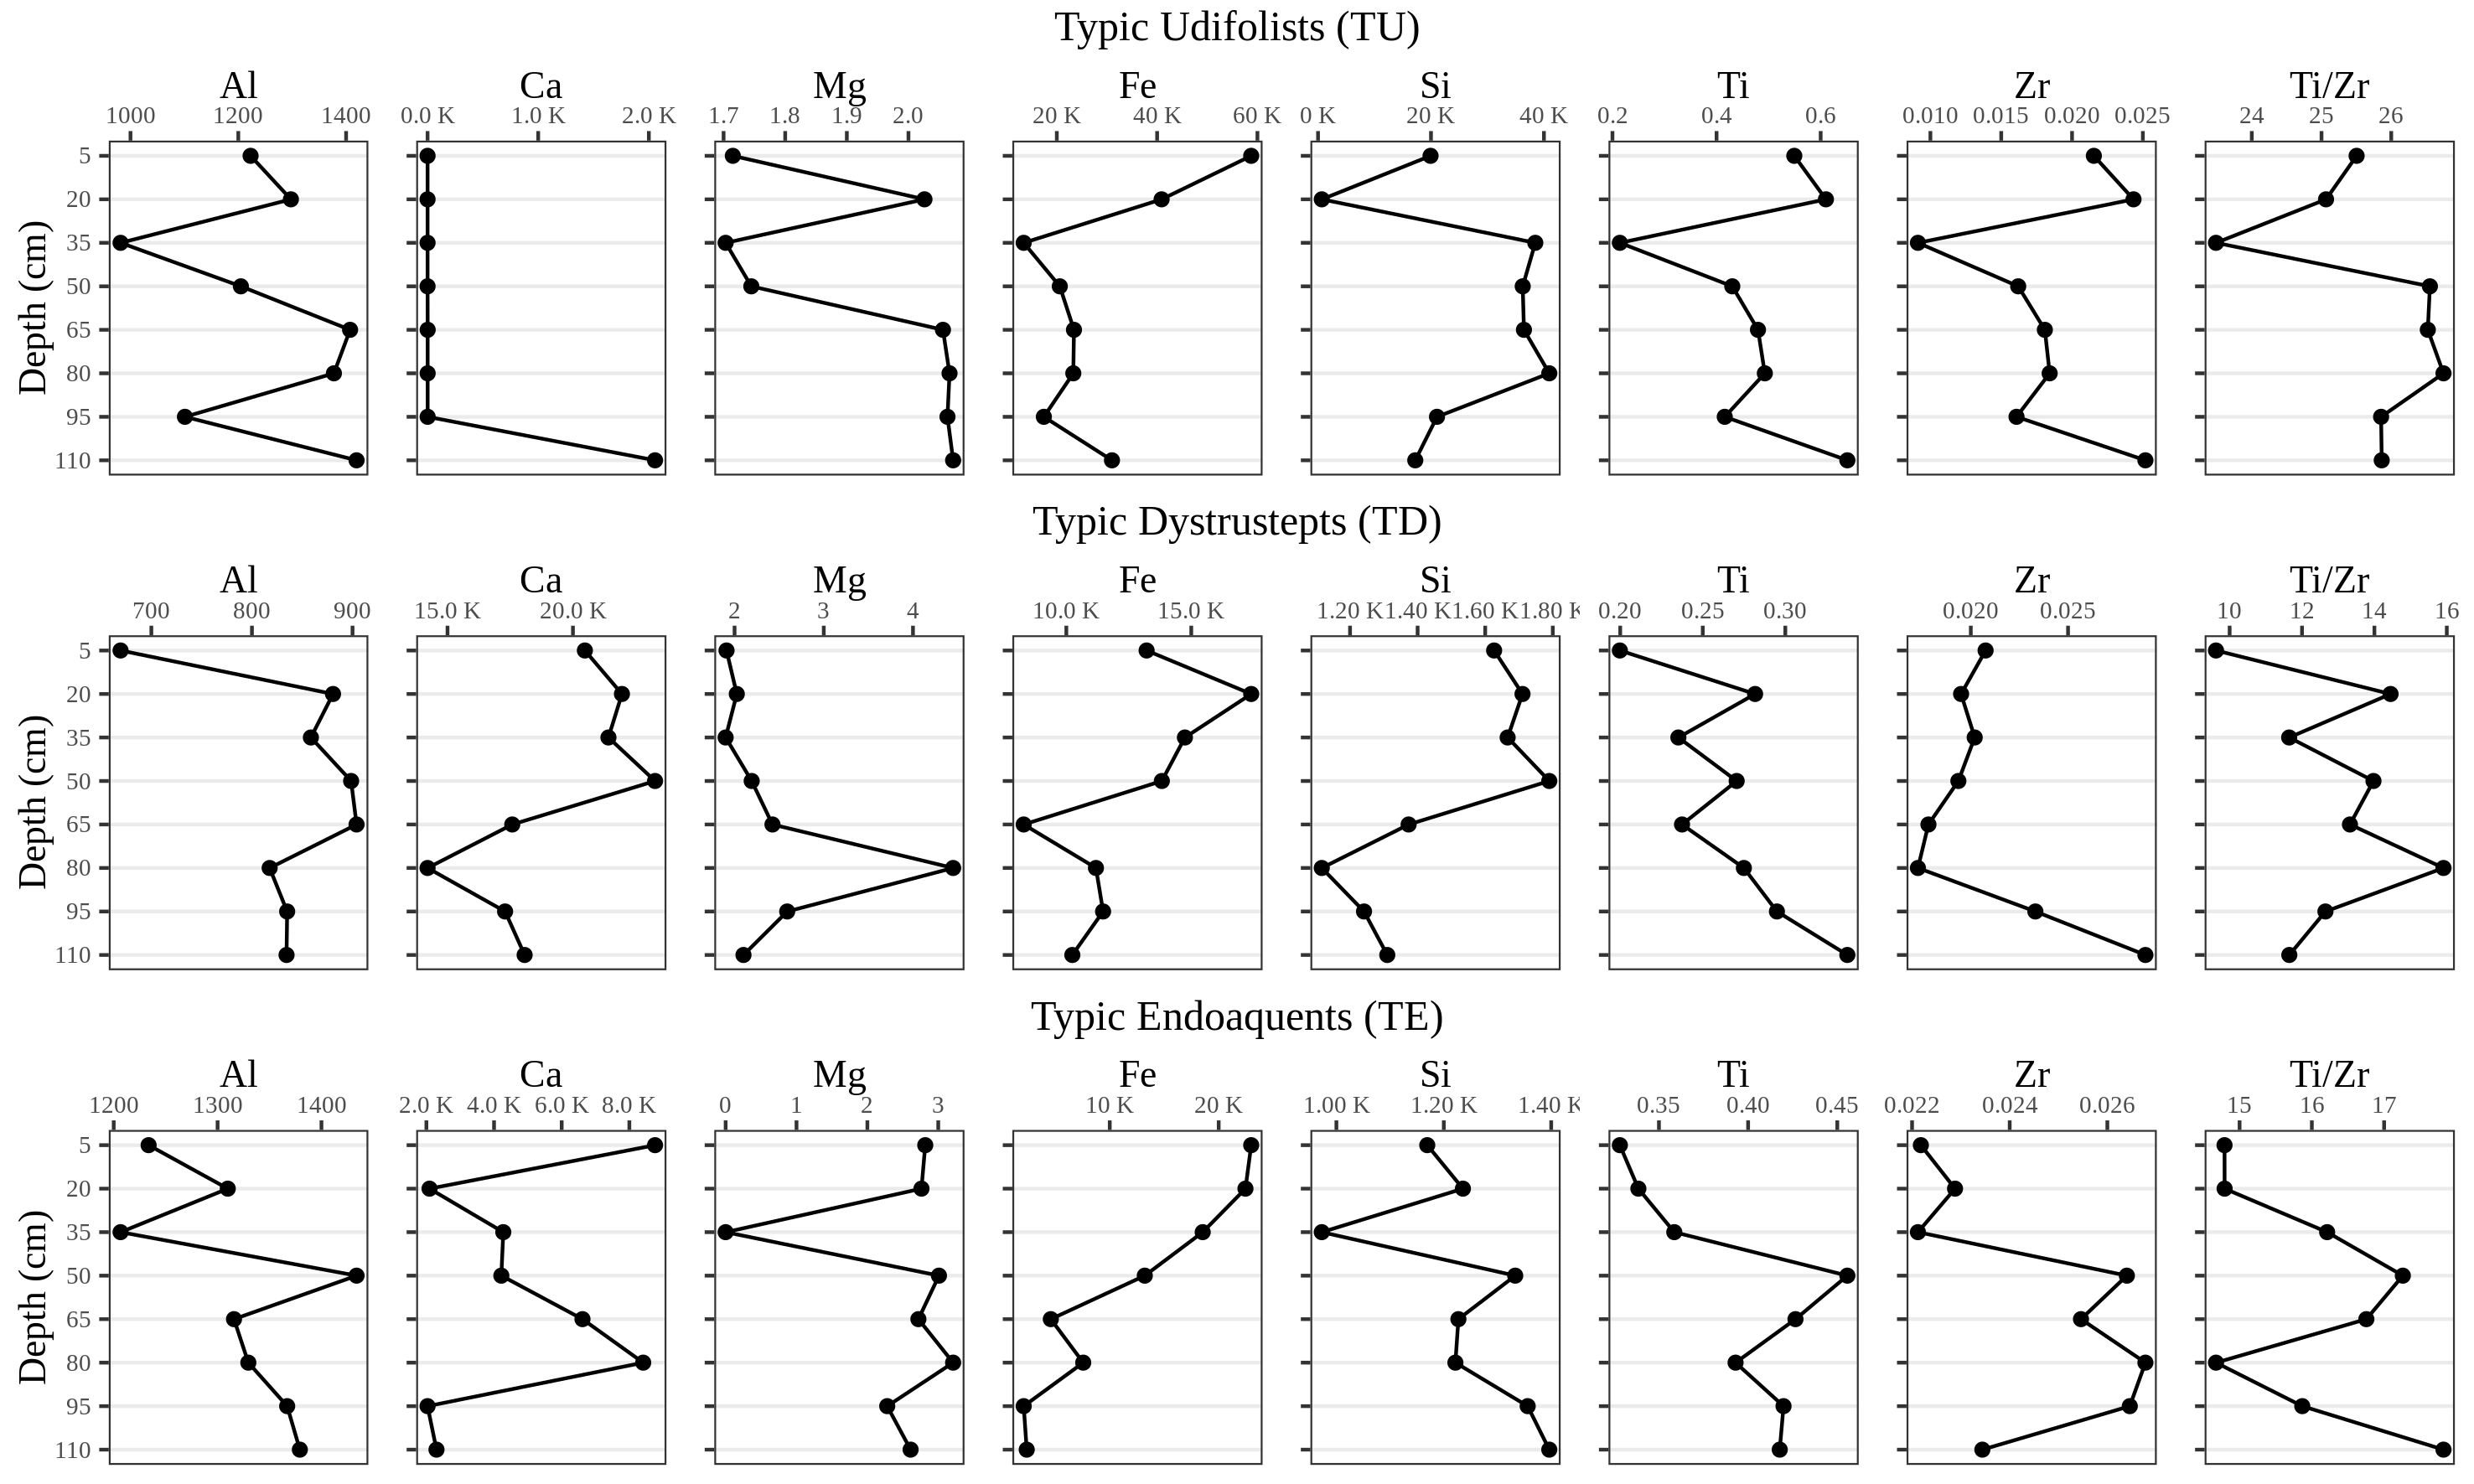 Typic Udifolists (TU)
Al Ca Mg Fe Si Ti Zr Ti/Zr
1000 1200 1400 0.0 K 1.0 K 2.0 K 1.7 1.8 1.9 2.0 20 K 40 K 60 K 0 K 20 K 40 K 0.2 0.4 0.6 0.010 0.015 0.020 0.025 24 25 26
Depth (cm)
5
20
35
50
65
80
95
110
Typic Dystrustepts (TD)
Al Ca Mg Fe Si Ti Zr Ti/Zr
700 800 900 15.0 K 20.0 K 2 3 4 10.0 K 15.0 K 1.20 K 1.40 K 1.60 K 1.80 K 0.20 0.25 0.30 0.020 0.025 10 12 14 16
Depth (cm)
5
20
35
50
65
80
95
110
Typic Endoaquents (TE)
Al Ca Mg Fe Si Ti Zr Ti/Zr
1200 1300 1400 2.0 K 4.0 K 6.0 K 8.0 K 0 1 2 3 10 K 20 K 1.00 K 1.20 K 1.40 K 0.35 0.40 0.45 0.022 0.024 0.026 15 16 17
Depth (cm)
5
20
35
50
65
80
95
110